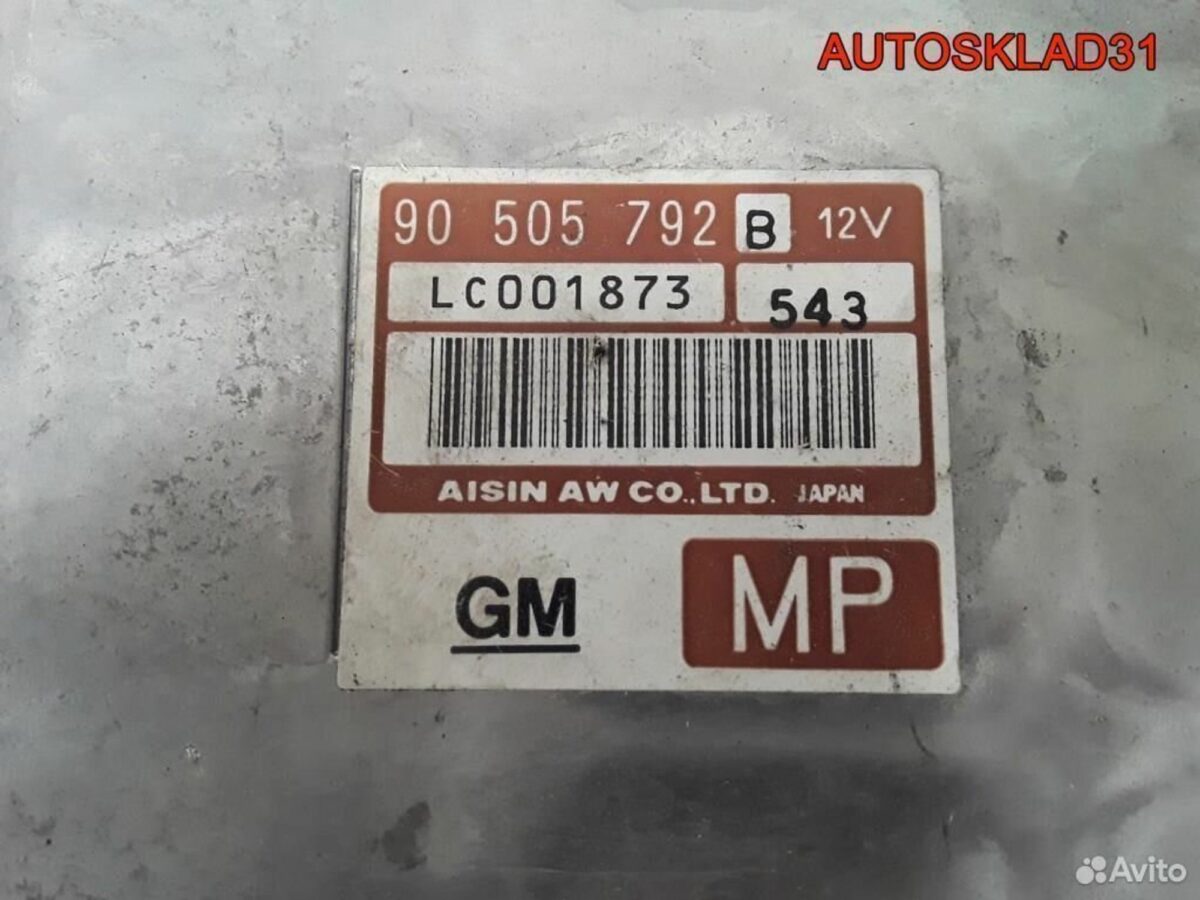 AUTOSKLAD31
90 505 792 B 12V
LC001873 543
AISIN AW CO.,LTD. JAPAN
GM MP
Avito